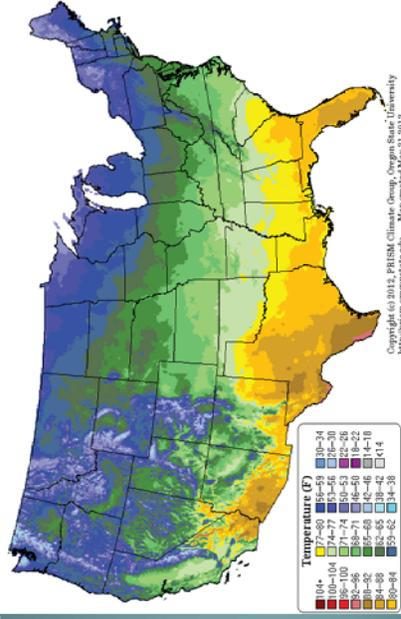 Temperature (F)
104+ 77–80 56–59 30–34
100–104 74–77 53–56 26–30
96–100 71–74 50–53 22–26
92–96 68–71 46–50 18–22
88–92 65–68 42–46 14–18
84–88 62–65 38–42 <14
80–84 59–62 34–38
Copyright (c) 2012, PRISM Climate Group, Oregon State University